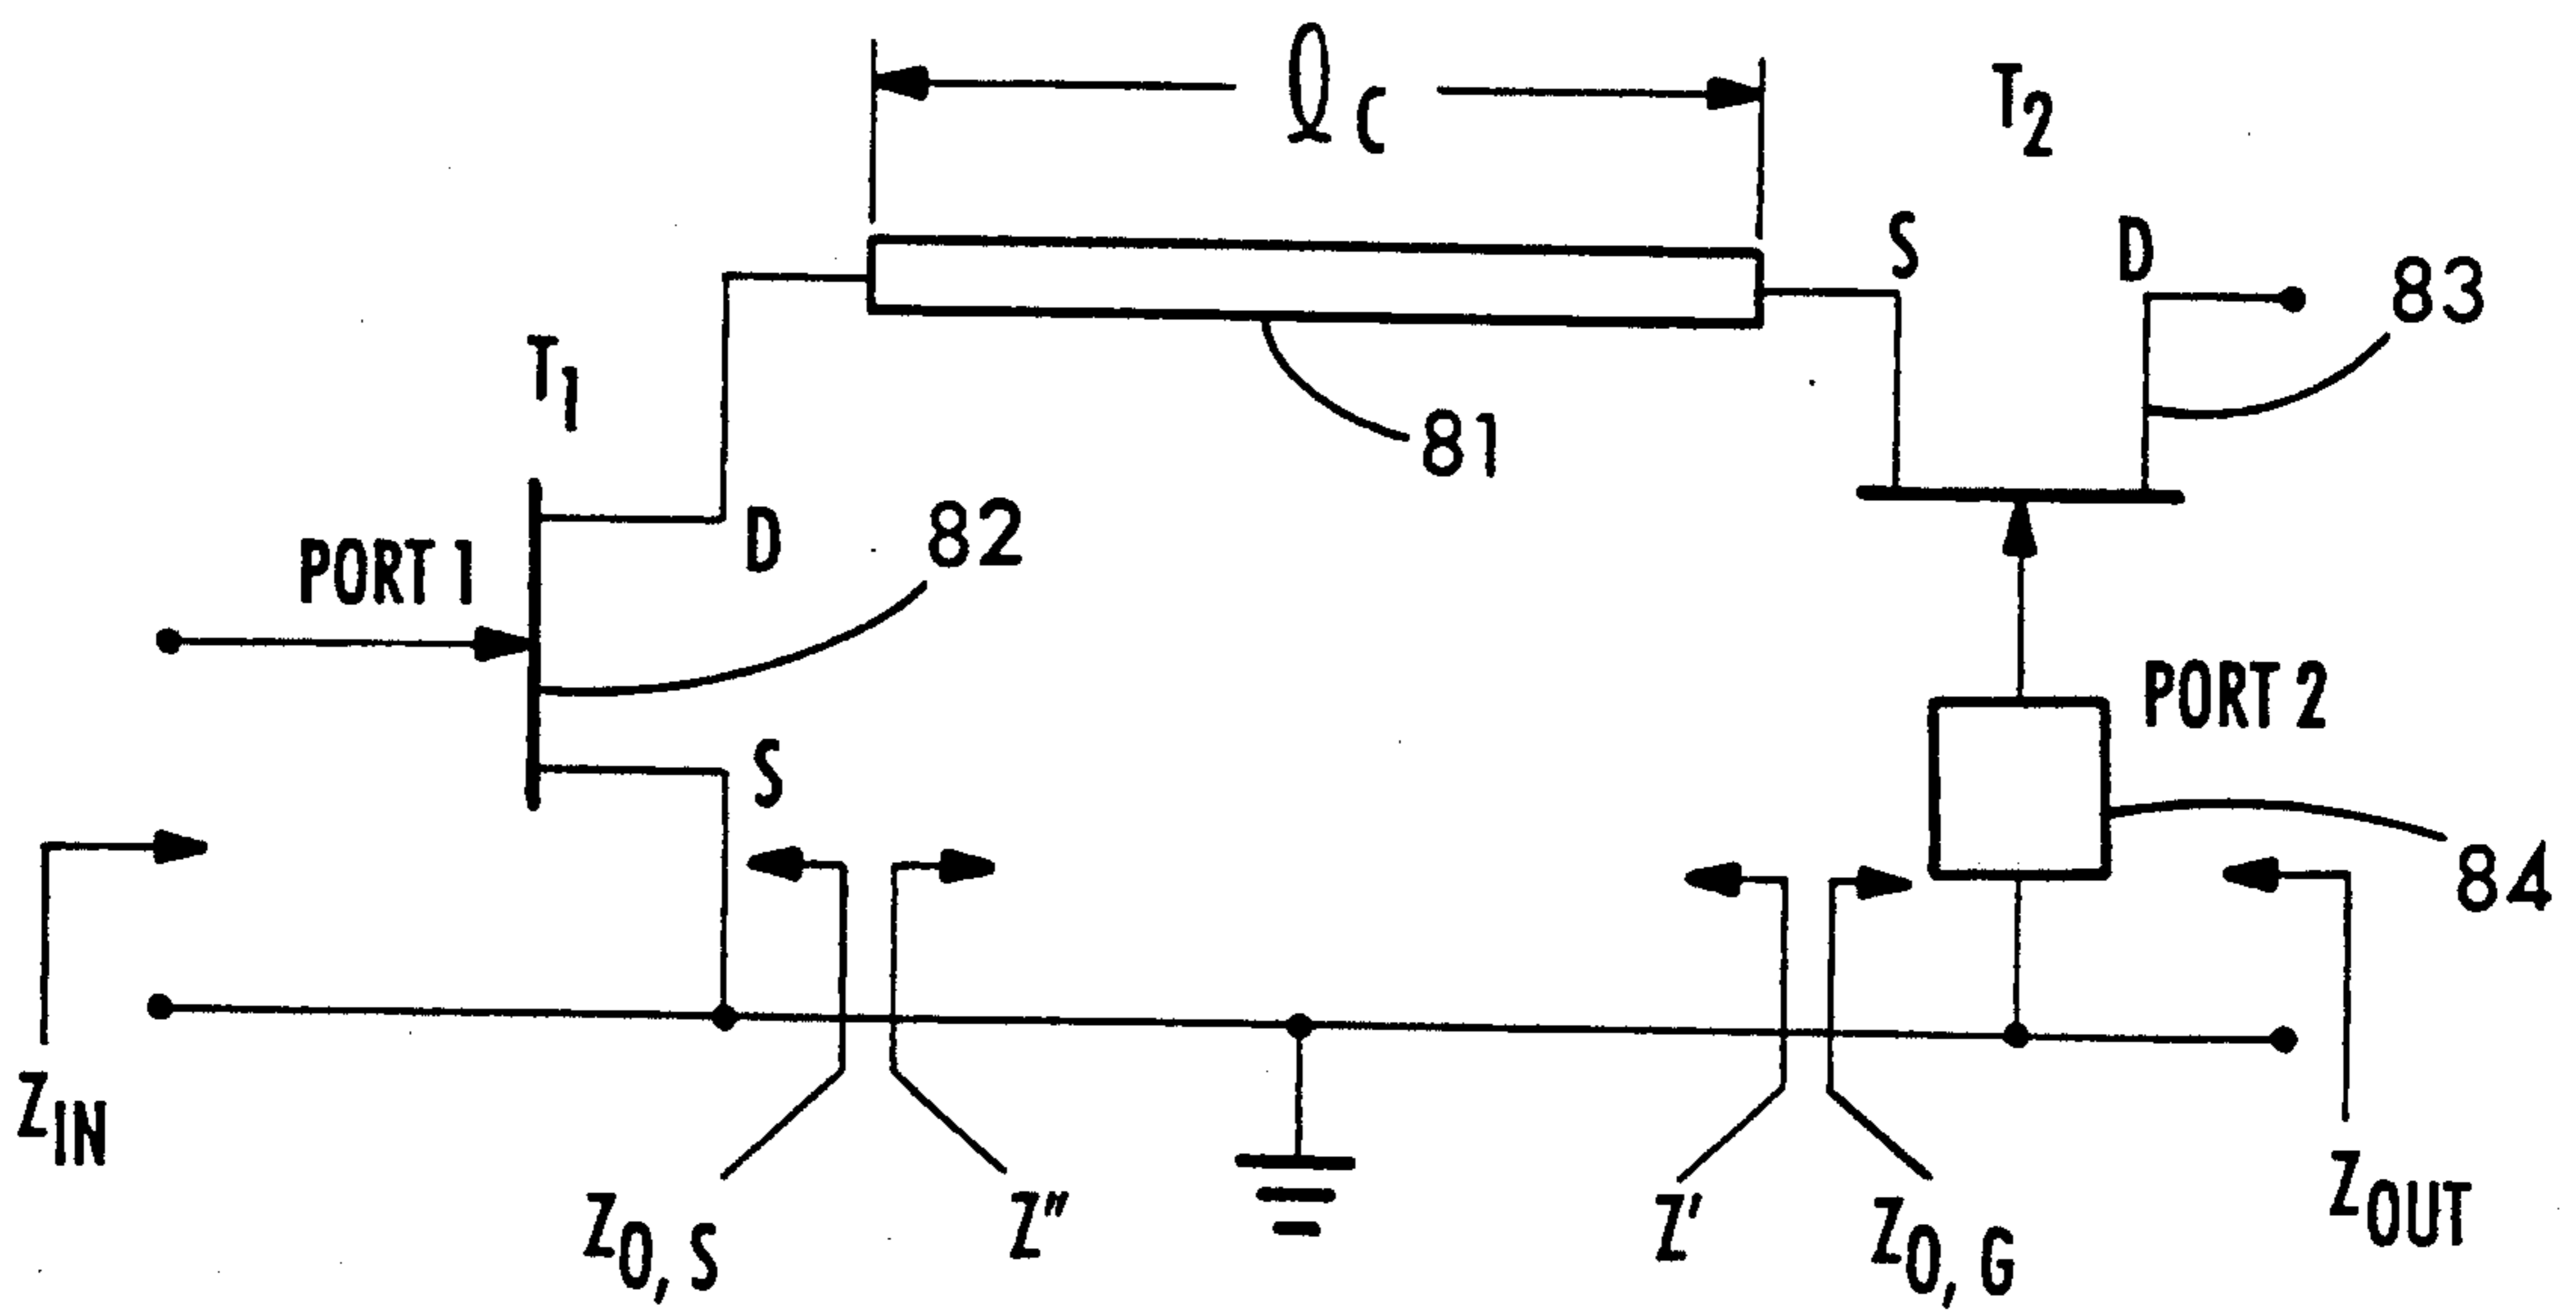 ℓC
T2
S
D
83
T1
81
D
82
PORT 1
PORT 2
S
84
ZIN
ZO, S
Z"
Z'
ZO, G
ZOUT